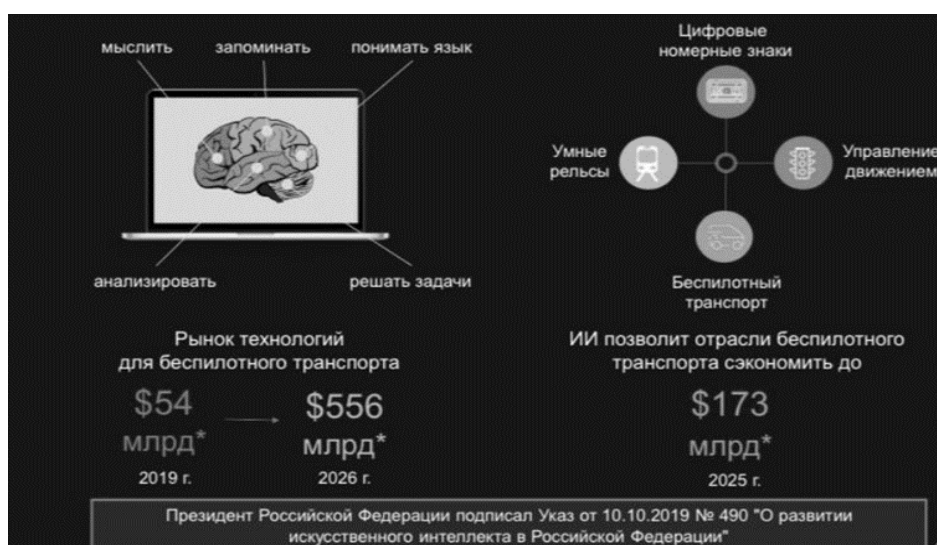 мыслить
запоминать
понимать язык
анализировать
решать задачи
Цифровые
номерные знаки
Умные
рельсы
Управление
движением
Беспилотный
транспорт
Рынок технологий
для беспилотного транспорта
$54
млрд*
2019 г.
$556
млрд*
2026 г.
ИИ позволит отрасли беспилотного
транспорта сэкономить до
$173
млрд*
2025 г.
Президент Российской Федерации подписал Указ от 10.10.2019 № 490 "О развитии
искусственного интеллекта в Российской Федерации"